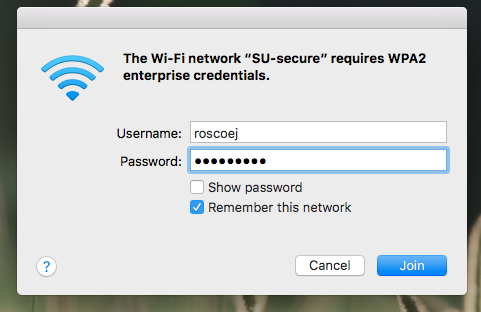 The Wi-Fi network “SU-secure” requires WPA2
enterprise credentials.
Username: roscoej
Password: ●●●●●●●●●
Show password
Remember this network
? Cancel Join